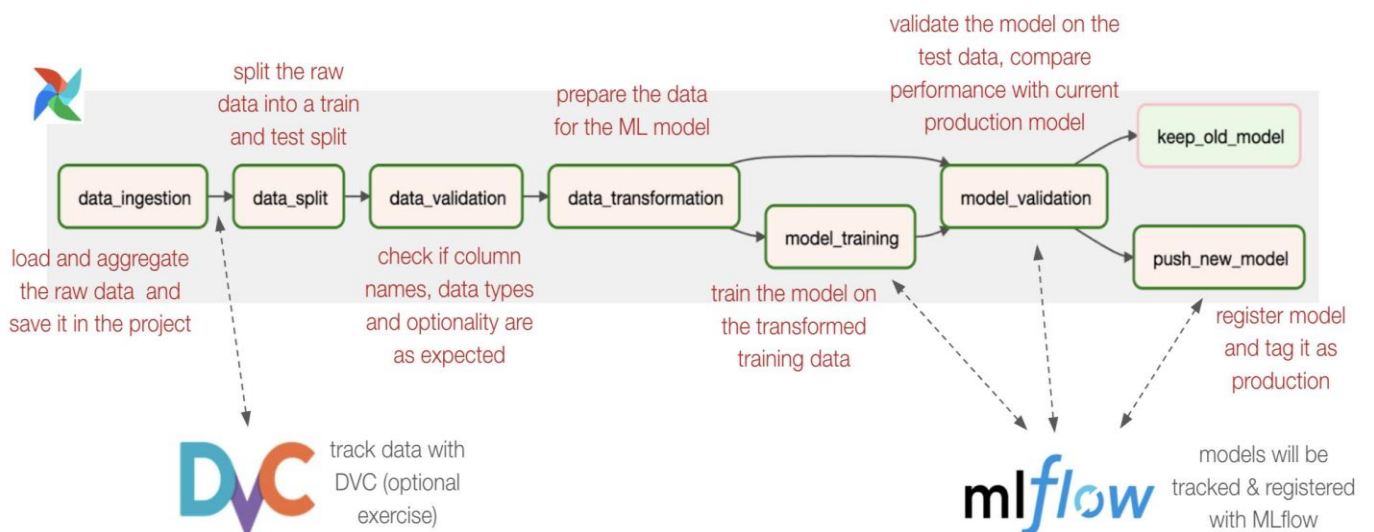 validate the model on the
test data, compare
performance with current
production model
split the raw
data into a train
and test split
prepare the data
for the ML model
keep_old_model
data_ingestion
data_split
data_validation
data_transformation
model_validation
model_training
push_new_model
load and aggregate
the raw data and
save it in the project
check if column
names, data types
and optionality are
as expected
train the model on
the transformed
training data
register model
and tag it as
production
DVC
track data with
DVC (optional
exercise)
mlflow
models will be
tracked & registered
with MLflow